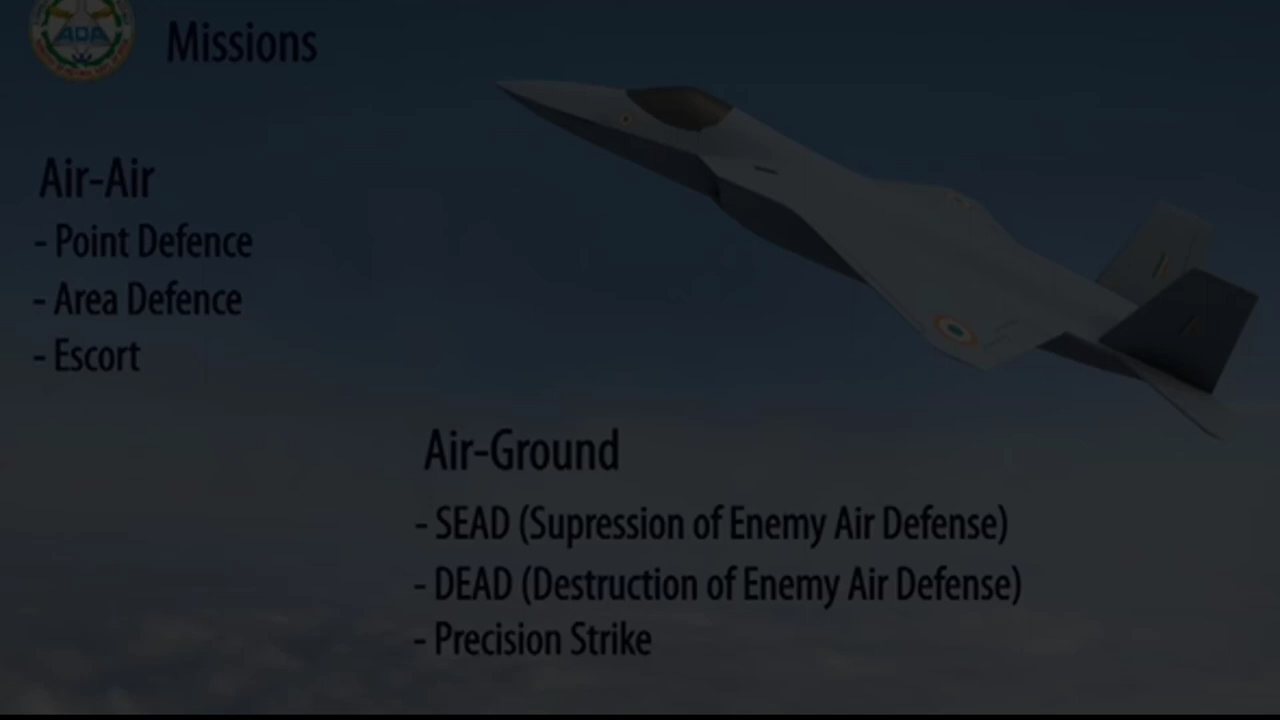 ADA
Missions
Air-Air
- Point Defence
- Area Defence
- Escort
Air-Ground
- SEAD (Supression of Enemy Air Defense)
- DEAD (Destruction of Enemy Air Defense)
- Precision Strike